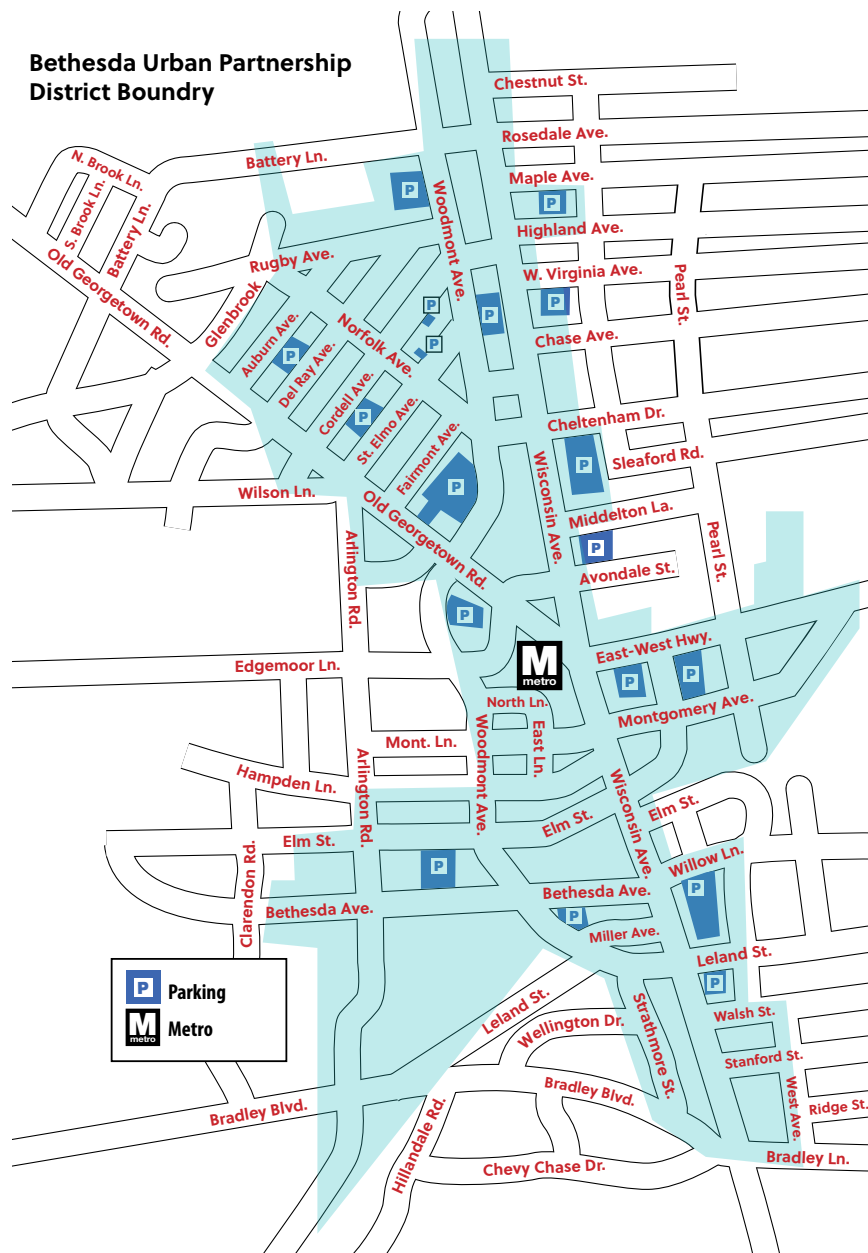 Bethesda Urban Partnership
District Boundry
Chestnut St.
Rosedale Ave.
Battery Ln.
N. Brook Ln.
Maple Ave.
P
P
S. Brook Ln.
Battery Ln.
Woodmont Ave.
Highland Ave.
Old Georgetown Rd.
Rugby Ave.
W. Virginia Ave.
Pearl St.
Glenbrook
P
P
P
Auburn Ave.
Norfolk Ave.
P
Chase Ave.
P
Del Ray Ave.
Cordell Ave.
P
St. Elmo Ave.
Cheltenham Dr.
Fairmont Ave.
Sleaford Rd.
P
Wisconsin Ave.
P
Wilson Ln.
Old Georgetown Rd.
Middelton La.
Arlington Rd.
P
Pearl St.
Avondale St.
P
East-West Hwy.
M
metro
Edgemoor Ln.
P
P
North Ln.
Montgomery Ave.
Woodmont Ave.
East Ln.
Mont. Ln.
Arlington Rd.
Hampden Ln.
Wisconsin Ave.
Elm St.
Elm St.
Elm St.
Clarendon Rd.
P
Willow Ln.
P
Bethesda Ave.
Bethesda Ave.
P
Miller Ave.
Leland St.
P
P
Parking
M
metro
Metro
Leland St.
Wellington Dr.
Strathmore St.
Walsh St.
Stanford St.
West Ave.
Bradley Blvd.
Bradley Blvd.
Ridge St.
Hillandale Rd.
Chevy Chase Dr.
Bradley Ln.